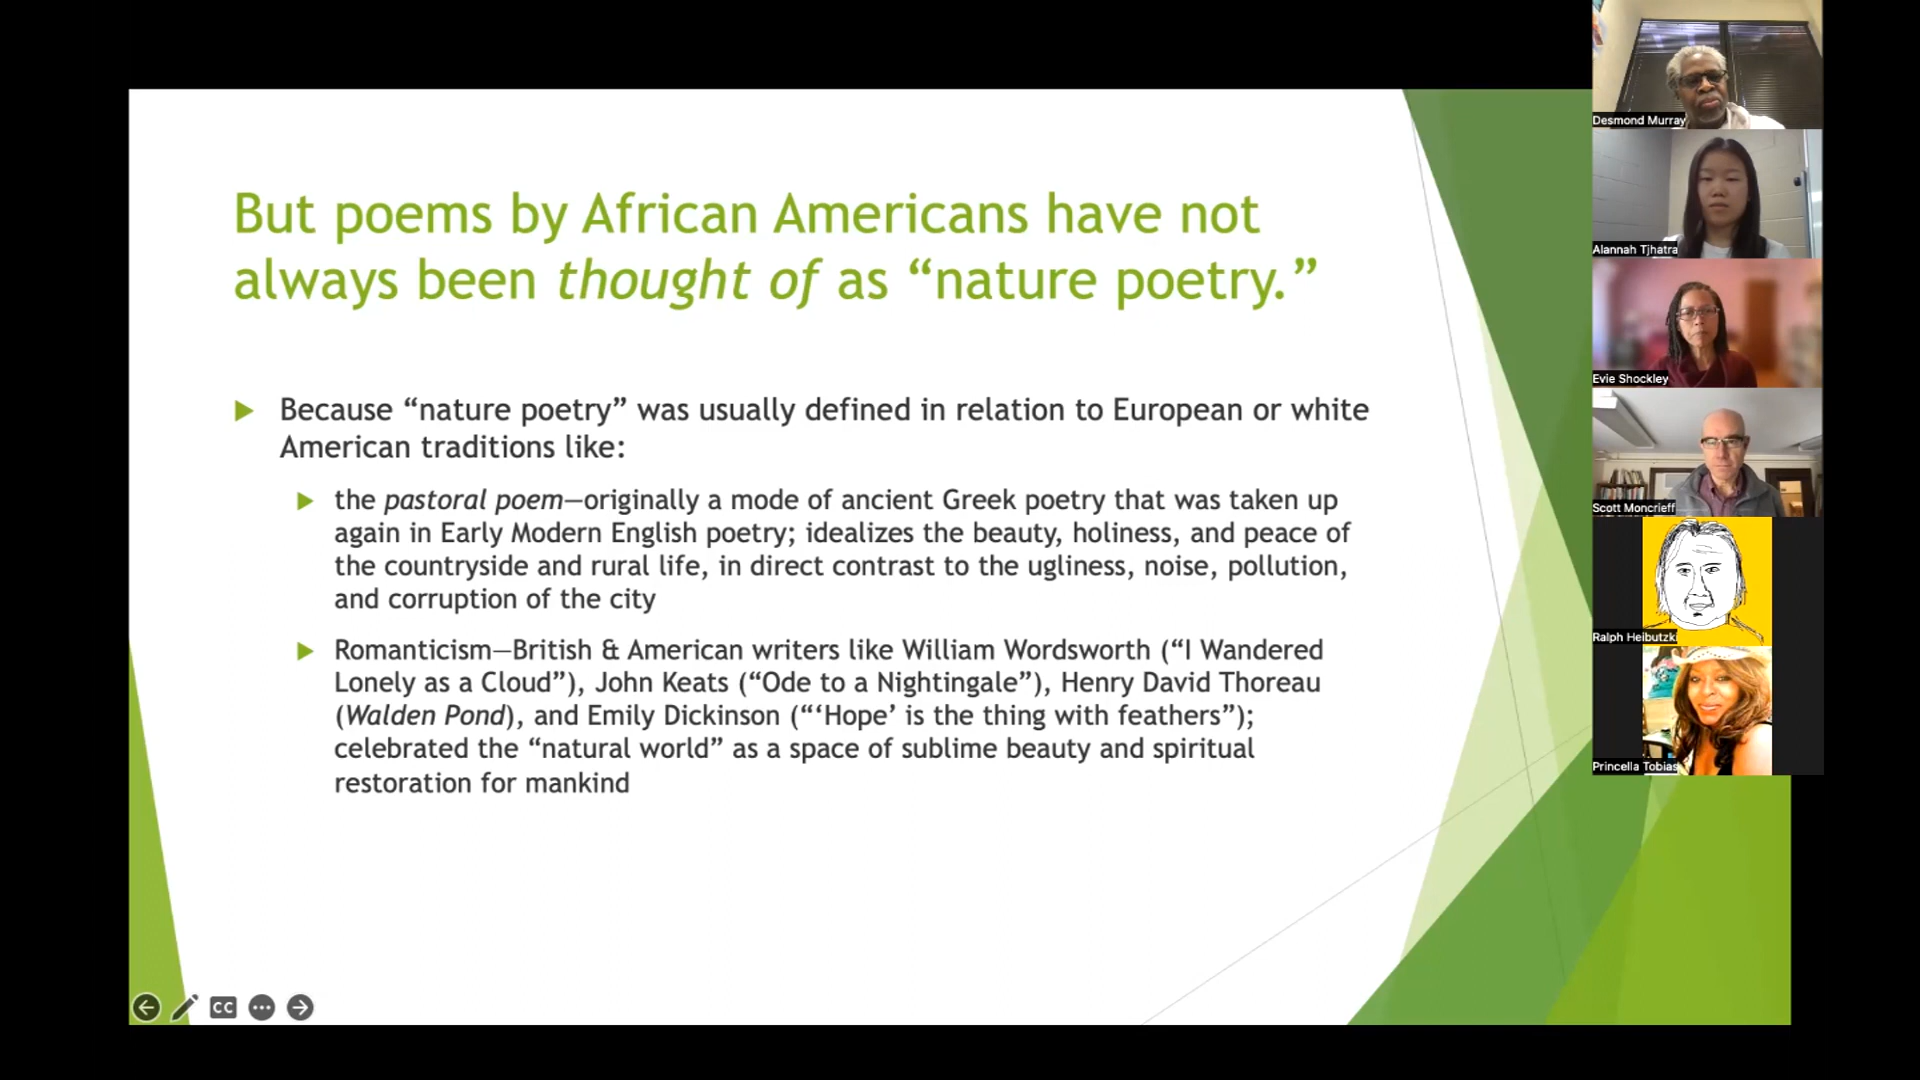 But poems by African Americans have not
always been thought of as “nature poetry.”
Because “nature poetry” was usually defined in relation to European or white
American traditions like:
the pastoral poem—originally a mode of ancient Greek poetry that was taken up
again in Early Modern English poetry; idealizes the beauty, holiness, and peace of
the countryside and rural life, in direct contrast to the ugliness, noise, pollution,
and corruption of the city
Romanticism—British & American writers like William Wordsworth (“I Wandered
Lonely as a Cloud”), John Keats (“Ode to a Nightingale”), Henry David Thoreau
(Walden Pond), and Emily Dickinson (“‘Hope’ is the thing with feathers”);
celebrated the “natural world” as a space of sublime beauty and spiritual
restoration for mankind
CC
Desmond Murray
Alannah Tjhatra
Evie Shockley
Scott Moncrieff
Ralph Heibutzki
Princella Tobias